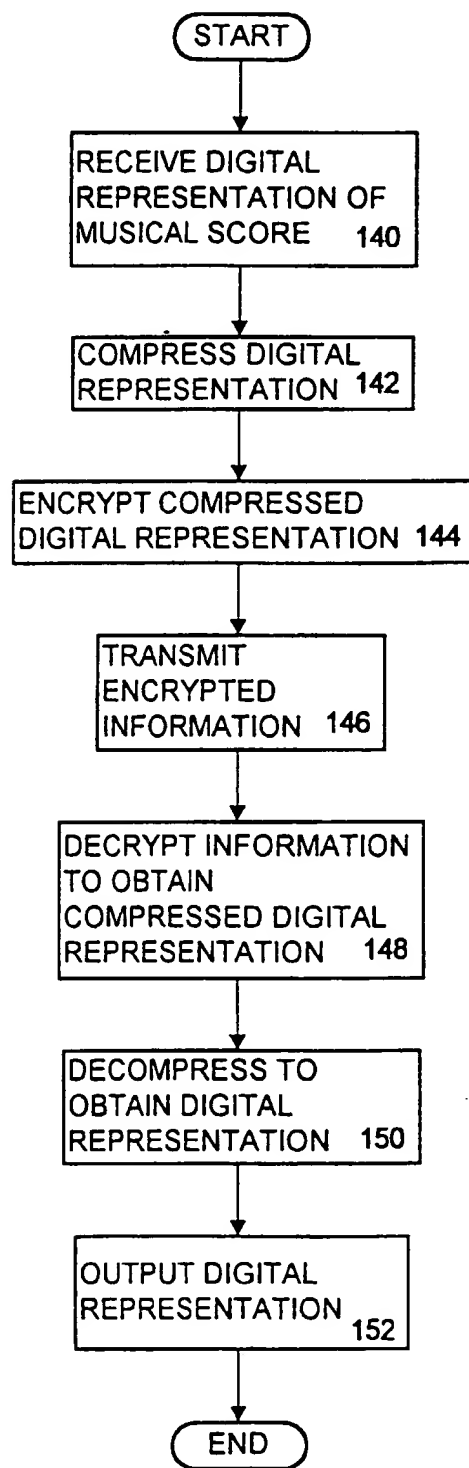 START
RECEIVE DIGITAL
REPRESENTATION OF
MUSICAL SCORE 140
COMPRESS DIGITAL
REPRESENTATION 142
ENCRYPT COMPRESSED
DIGITAL REPRESENTATION 144
TRANSMIT
ENCRYPTED
INFORMATION 146
DECRYPT INFORMATION
TO OBTAIN
COMPRESSED DIGITAL
REPRESENTATION 148
DECOMPRESS TO
OBTAIN DIGITAL
REPRESENTATION 150
OUTPUT DIGITAL
REPRESENTATION
152
END